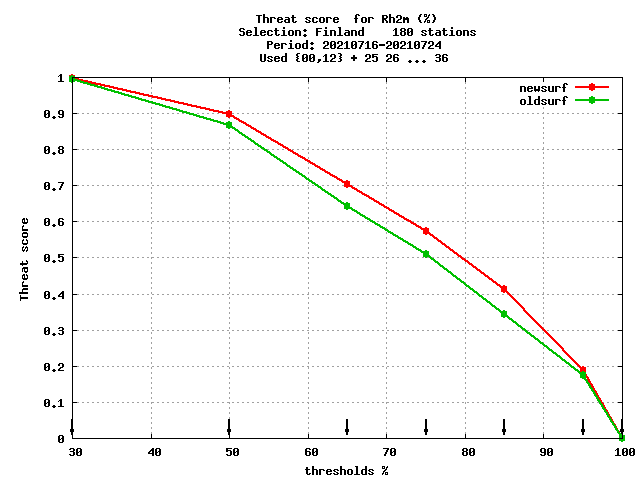 Threat score  for Rh2m (%)
Selection: Finland    180 stations
Period: 20210716-20210724
Used {00,12} + 25 26 ... 36
newsurf
oldsurf
1
0.9
0.8
0.7
0.6
0.5
0.4
0.3
0.2
0.1
0
Threat score
30 40 50 60 70 80 90 100
thresholds %